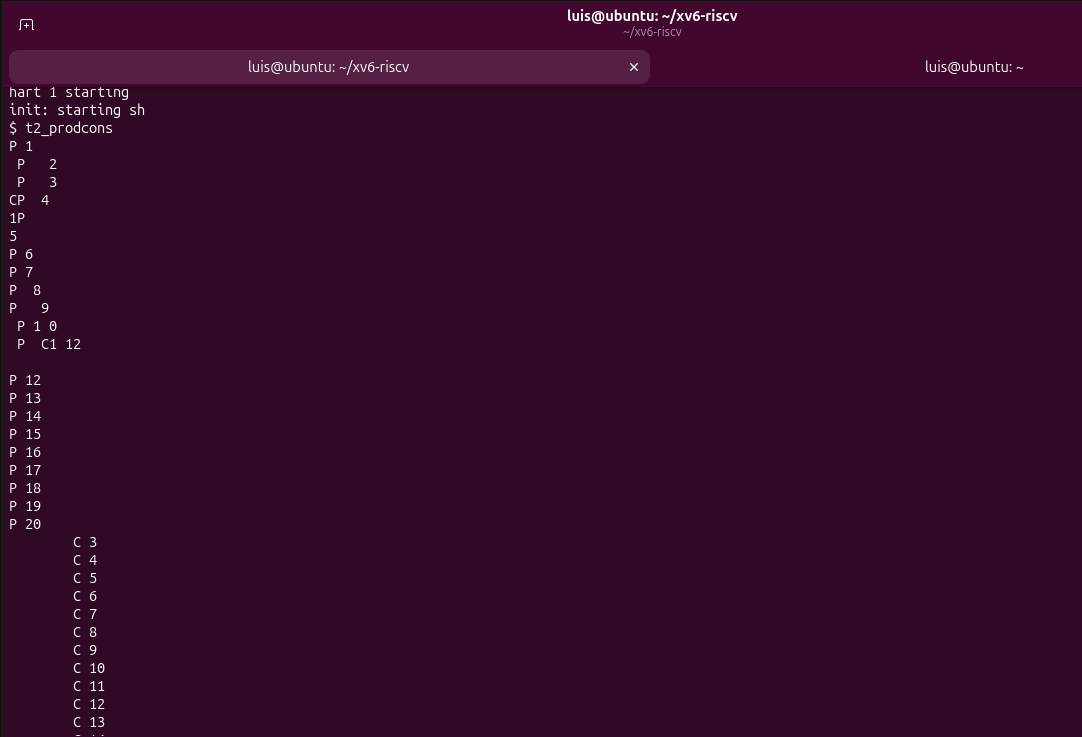 luis@ubuntu: ~/xv6-riscv
~/xv6-riscv
luis@ubuntu: ~/xv6-riscv × luis@ubuntu: ~
hart 1 starting
init: starting sh
$ t2_prodcons
P 1
 P   2
 P   3
CP  4
1P
5
P 6
P 7
P  8
P   9
 P 1 0
 P  C1 12

P 12
P 13
P 14
P 15
P 16
P 17
P 18
P 19
P 20
        C 3
        C 4
        C 5
        C 6
        C 7
        C 8
        C 9
        C 10
        C 11
        C 12
        C 13